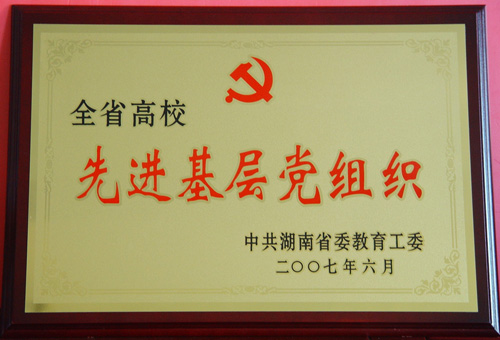 全省高校
先进基层党组织
中共湖南省委教育工委
二〇〇七年六月